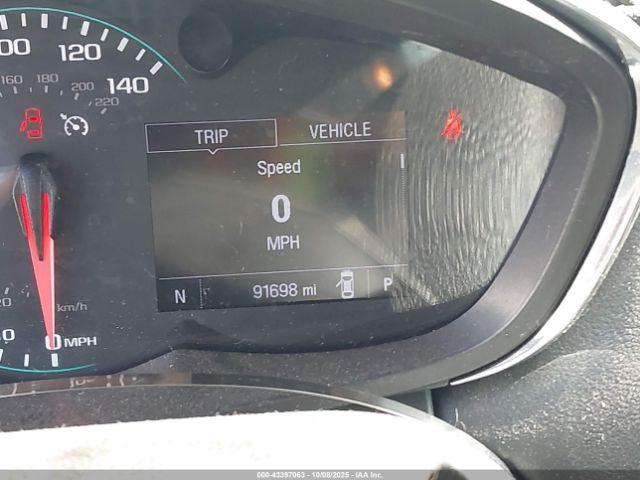 120
140
160
180
200
220
TRIP VEHICLE
Speed
0
MPH
N 91698 mi P
km/h
0 MPH
000-43397063 - 10/08/2025 - IAA Inc.